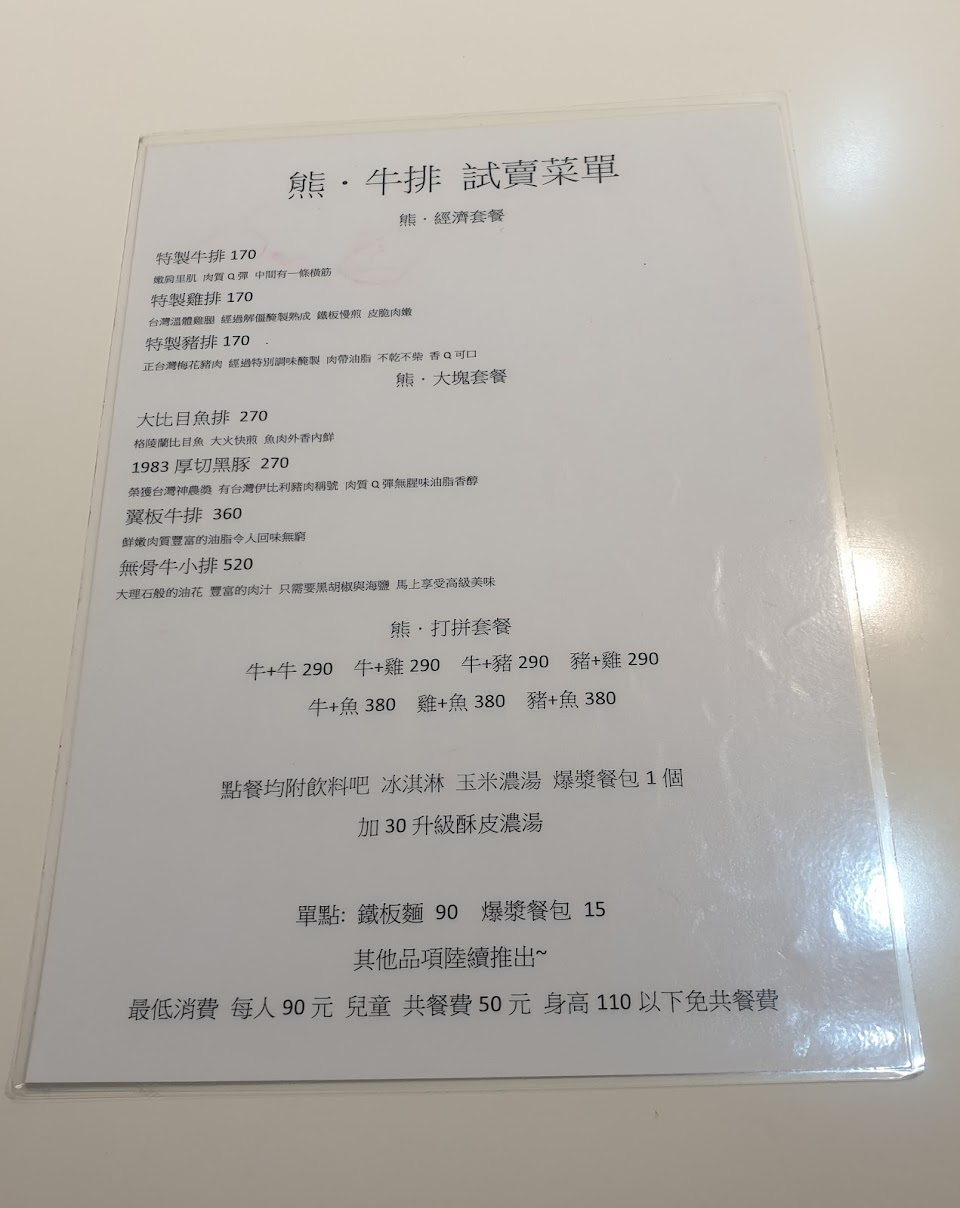 熊．牛排 試賣菜單
熊．經濟套餐
特製牛排 170
嫩肩里肌 肉質Q彈 中間有一條橫筋
特製雞排 170
台灣溫體雞腿 經過解僵醃製熟成 鐵板慢煎 皮脆肉嫩
特製豬排 170
正台灣梅花豬肉 經過特別調味醃製 肉帶油脂 不乾不柴 香Q可口
熊．大塊套餐
大比目魚排 270
格陵蘭比目魚 大火快煎 魚肉外香內鮮
1983 厚切黑豚 270
榮獲台灣神農獎 有台灣伊比利豬肉稱號 肉質Q彈無腥味油脂香醇
翼板牛排 360
鮮嫩肉質豐富的油脂令人回味無窮
無骨牛小排 520
大理石般的油花 豐富的肉汁 只需要黑胡椒與海鹽 馬上享受高級美味
熊．打拼套餐
牛+牛 290 牛+雞 290 牛+豬 290 豬+雞 290
牛+魚 380 雞+魚 380 豬+魚 380
點餐均附飲料吧 冰淇淋 玉米濃湯 爆漿餐包 1 個
加 30 升級酥皮濃湯
單點: 鐵板麵 90 爆漿餐包 15
其他品項陸續推出~
最低消費 每人 90 元 兒童 共餐費 50 元 身高 110 以下免共餐費